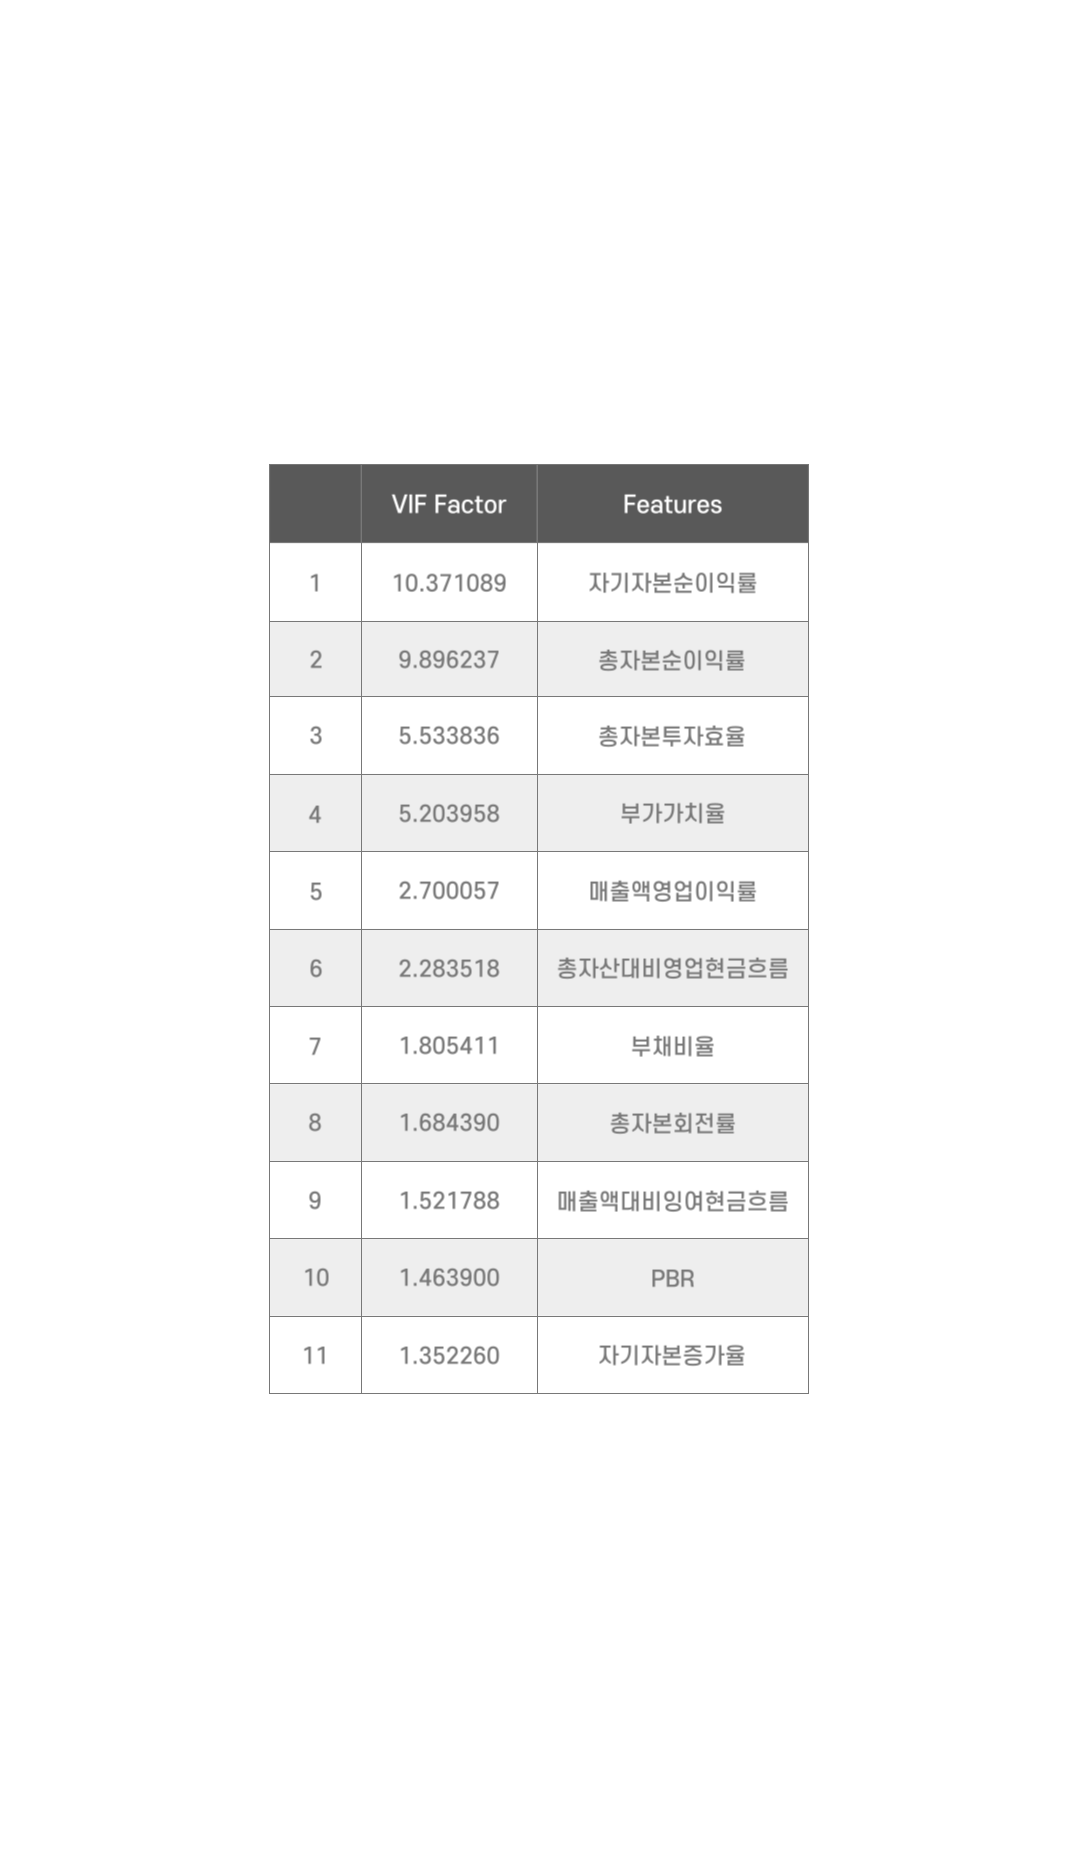 VIF Factor Features
1 10.371089 자기자본순이익률
2 9.896237 총자본순이익률
3 5.533836 총자본투자효율
4 5.203958 부가가치율
5 2.700057 매출액영업이익률
6 2.283518 총자산대비영업현금흐름
7 1.805411 부채비율
8 1.684390 총자본회전률
9 1.521788 매출액대비잉여현금흐름
10 1.463900 PBR
11 1.352260 자기자본증가율